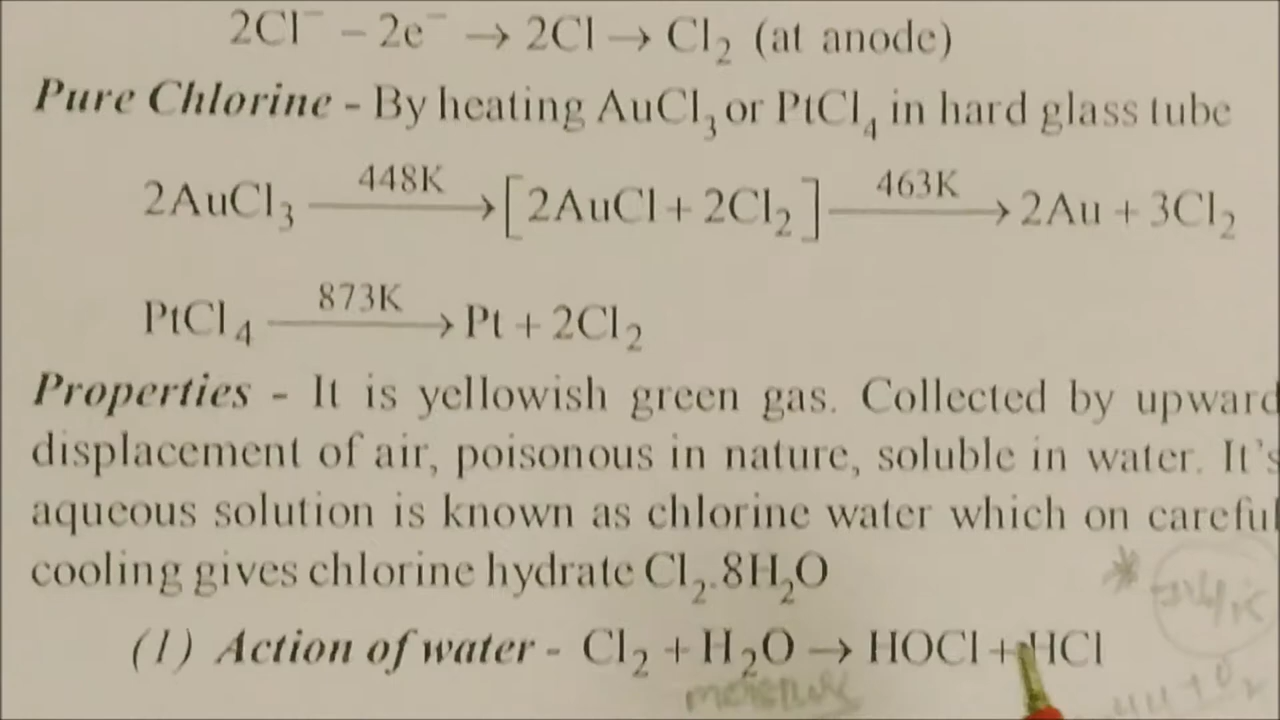 2Cl⁻ − 2e⁻ → 2Cl → Cl₂ (at anode)
Pure Chlorine - By heating AuCl₃ or PtCl₄ in hard glass tube
2AuCl₃ —448K→ [2AuCl + 2Cl₂] —463K→ 2Au + 3Cl₂
PtCl₄ —873K→ Pt + 2Cl₂
Properties - It is yellowish green gas. Collected by upward
displacement of air, poisonous in nature, soluble in water. It's
aqueous solution is known as chlorine water which on careful
cooling gives chlorine hydrate Cl₂.8H₂O
(1) Action of water - Cl₂ + H₂O → HOCl + HCl